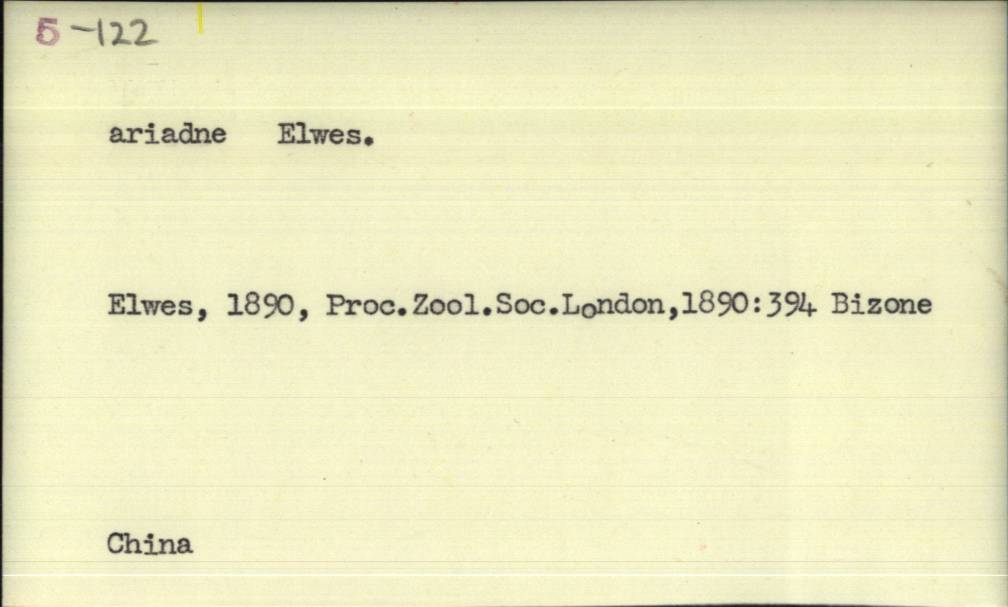 5-122
ariadne Elwes.
Elwes, 1890, Proc.Zool.Soc.London,1890:394 Bizone
China